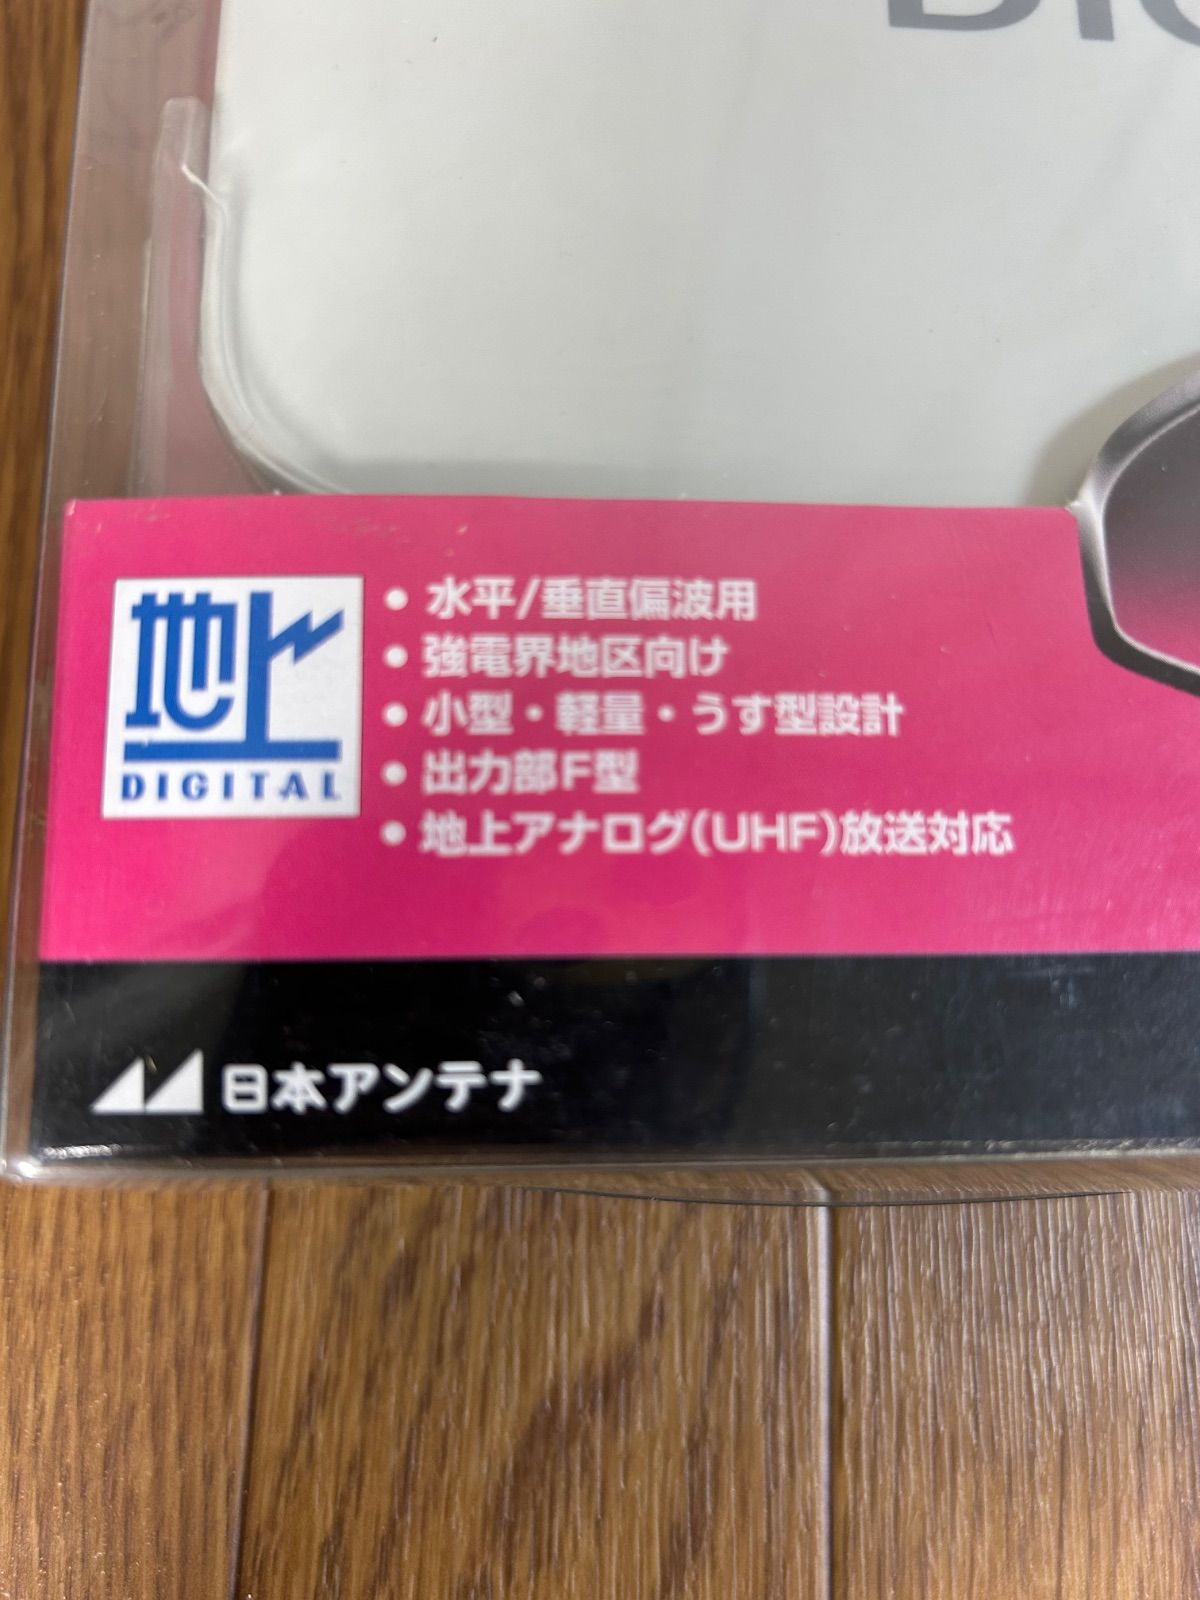 地上
DIGITAL
• 水平/垂直偏波用
• 強電界地区向け
• 小型・軽量・うす型設計
• 出力部F型
• 地上アナログ(UHF)放送対応
日本アンテナ